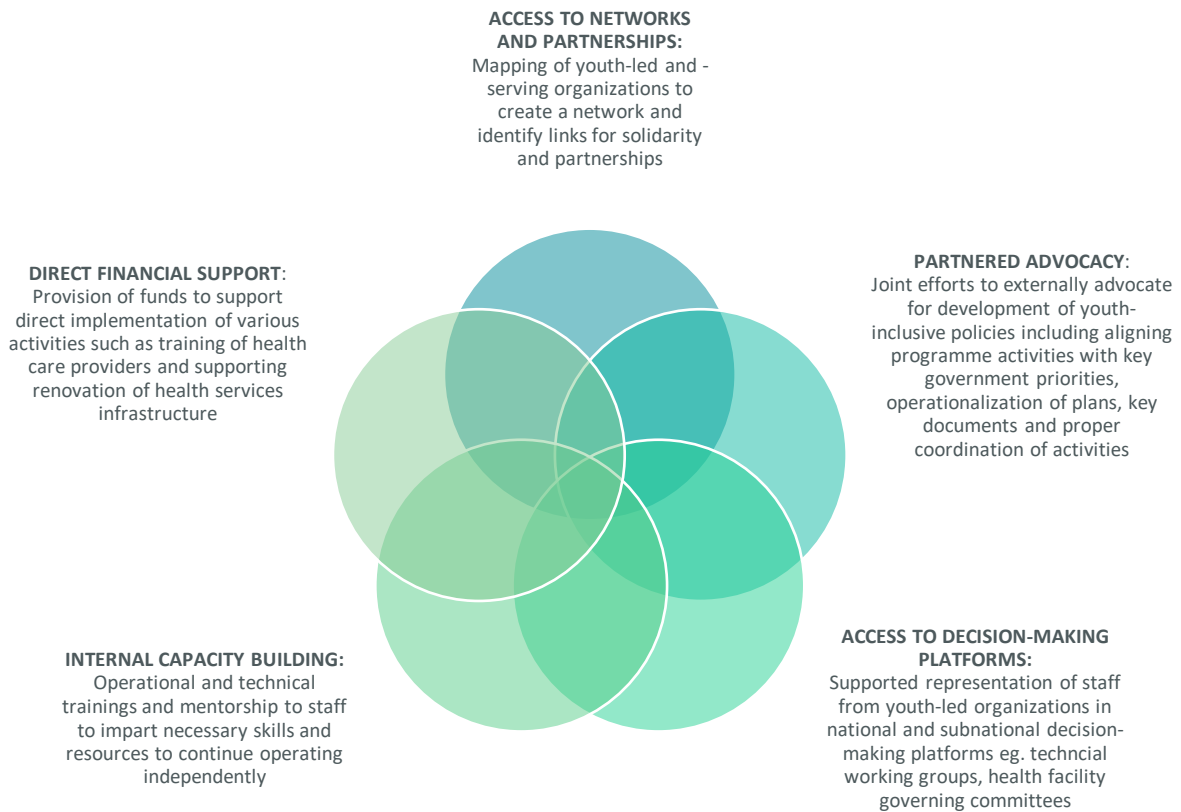 ACCESS TO NETWORKS
AND PARTNERSHIPS:
Mapping of youth-led and -
serving organizations to
create a network and
identify links for solidarity
and partnerships
DIRECT FINANCIAL SUPPORT:
Provision of funds to support
direct implementation of various
activities such as training of health
care providers and supporting
renovation of health services
infrastructure
PARTNERED ADVOCACY:
Joint efforts to externally advocate
for development of youth-
inclusive policies including aligning
programme activities with key
government priorities,
operationalization of plans, key
documents and proper
coordination of activities
INTERNAL CAPACITY BUILDING:
Operational and technical
trainings and mentorship to staff
to impart necessary skills and
resources to continue operating
independently
ACCESS TO DECISION-MAKING
PLATFORMS:
Supported representation of staff
from youth-led organizations in
national and subnational decision-
making platforms eg. techncial
working groups, health facility
governing committees